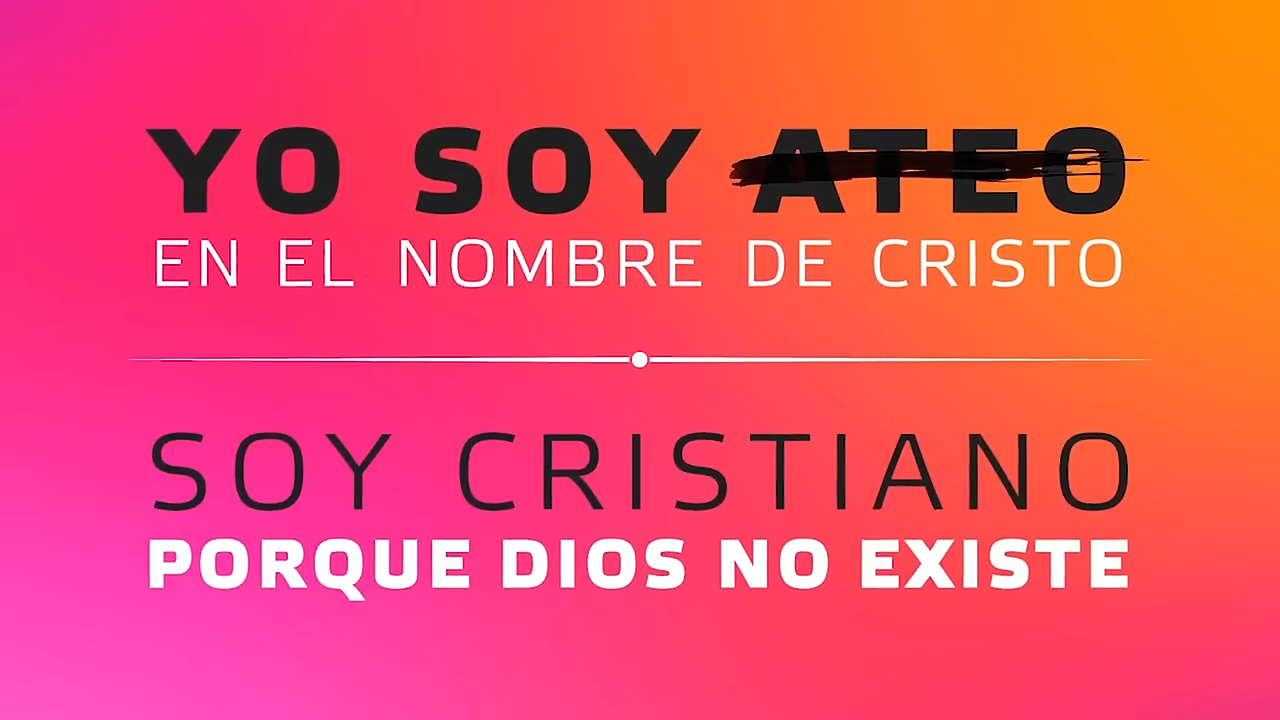 YO SOY ATEO
EN EL NOMBRE DE CRISTO
SOY CRISTIANO
PORQUE DIOS NO EXISTE